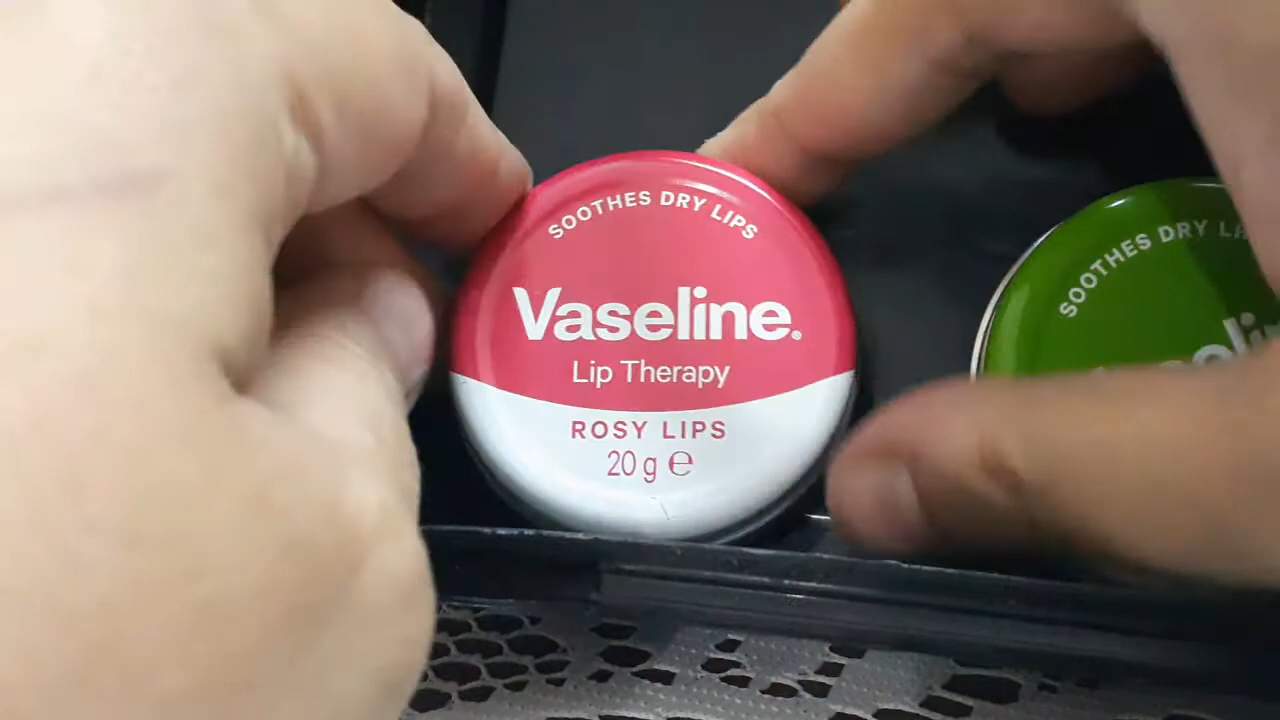 SOOTHES DRY LIPS
Vaseline®
Lip Therapy
ROSY LIPS
20 g ℮
SOOTHES DRY